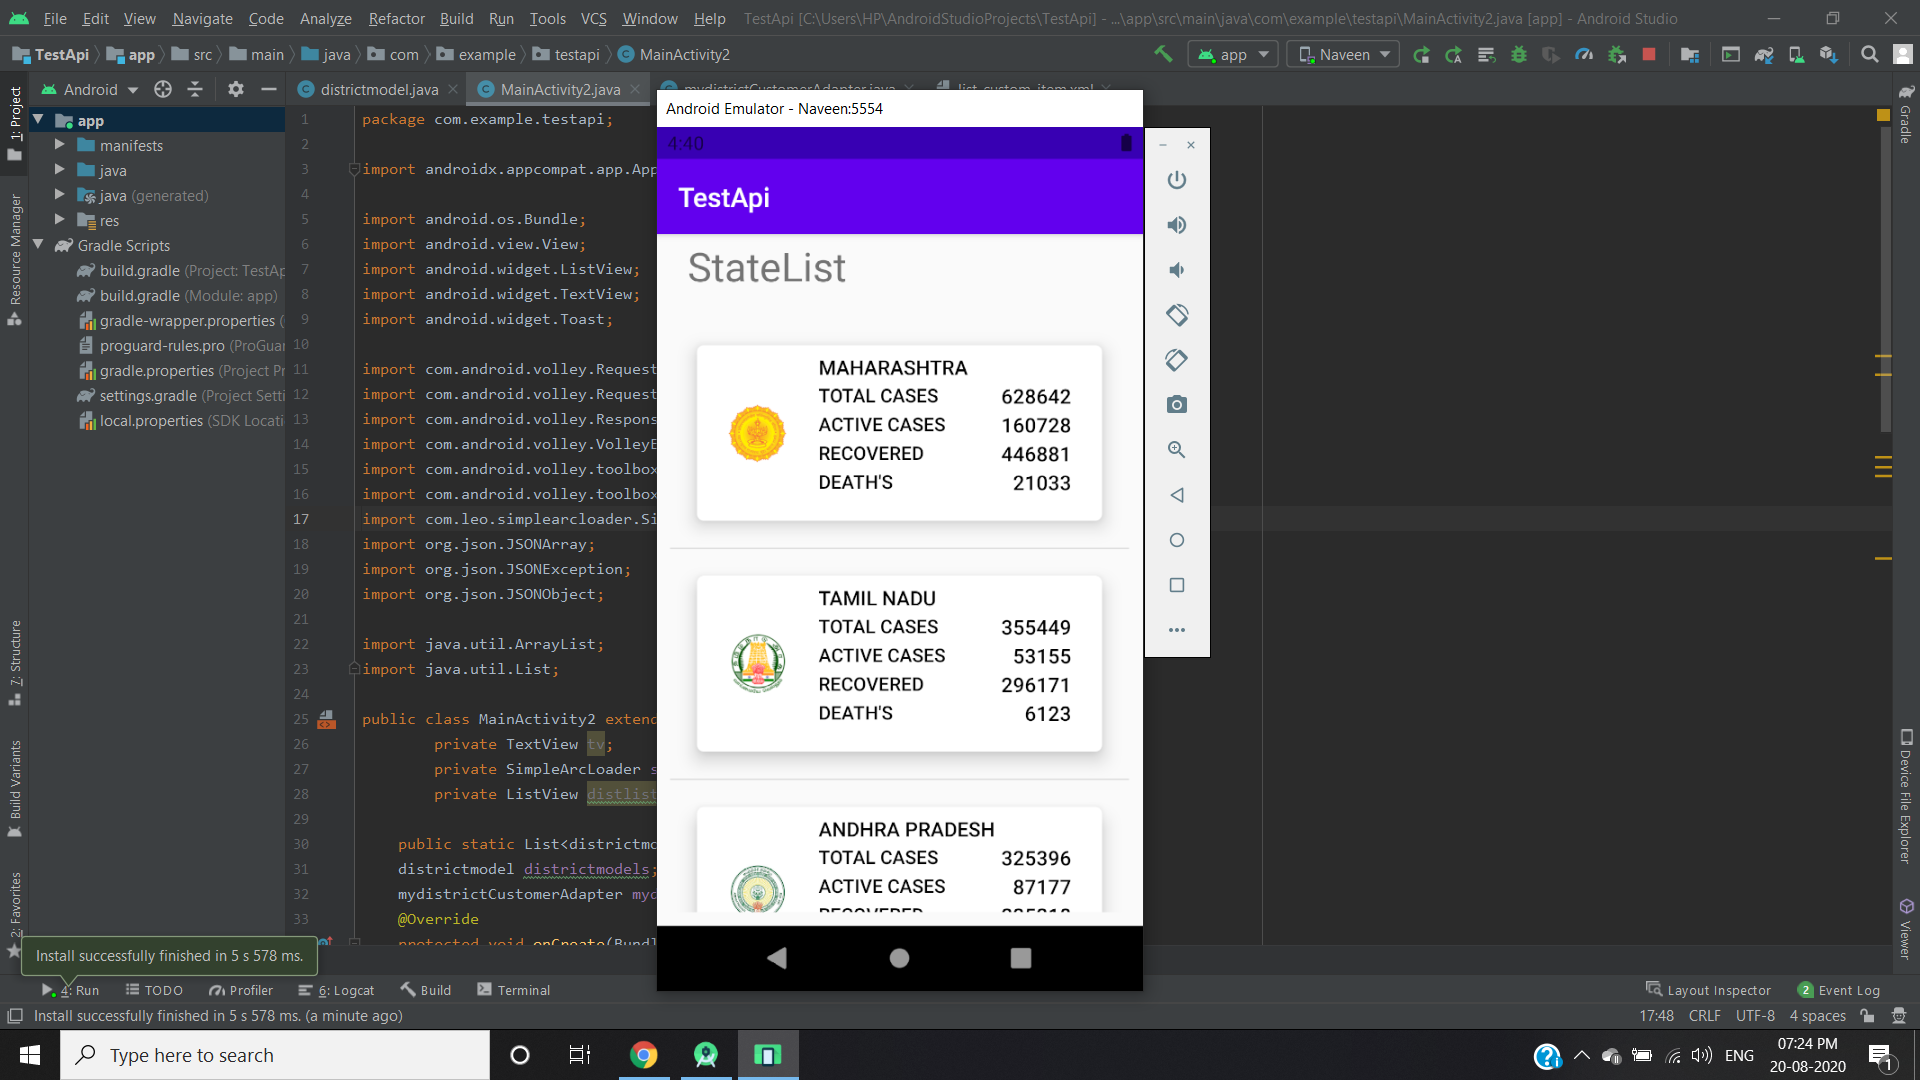 File Edit View Navigate Code Analyze Refactor Build Run Tools VCS Window Help TestApi [C:\Users\HP\AndroidStudioProjects\TestApi] - ...\app\src\main\java\com\example\testapi\MainActivity2.java [app] - Android Studio
TestApi app src main java com example testapi MainActivity2 app Naveen
Android districtmodel.java MainActivity2.java mydistrictCustomerAdapter.java list_custom_item.xml
1: Project
Resource Manager
7: Structure
Build Variants
2: Favorites
app
manifests
java
java (generated)
res
Gradle Scripts
build.gradle (Project: TestAp
build.gradle (Module: app)
gradle-wrapper.properties (
proguard-rules.pro (ProGuar
gradle.properties (Project Pr
settings.gradle (Project Setti
local.properties (SDK Locati
1 package com.example.testapi;
2
3 import androidx.appcompat.app.App
4
5 import android.os.Bundle;
6 import android.view.View;
7 import android.widget.ListView;
8 import android.widget.TextView;
9 import android.widget.Toast;
10
11 import com.android.volley.Request
12 import com.android.volley.Request
13 import com.android.volley.Respons
14 import com.android.volley.VolleyE
15 import com.android.volley.toolbox
16 import com.android.volley.toolbox
17 import com.leo.simplearcloader.Si
18 import org.json.JSONArray;
19 import org.json.JSONException;
20 import org.json.JSONObject;
21
22 import java.util.ArrayList;
23 import java.util.List;
24
25 public class MainActivity2 extend
26 private TextView tv;
27 private SimpleArcLoader s
28 private ListView distlist
29
30 public static List<districtmo
31 districtmodel districtmodels;
32 mydistrictCustomerAdapter myd
33 @Override
protected void onCreate(Bundl
Android Emulator - Naveen:5554
4:40
TestApi
StateList
MAHARASHTRA
TOTAL CASES 628642
ACTIVE CASES 160728
RECOVERED 446881
DEATH'S 21033
TAMIL NADU
TOTAL CASES 355449
ACTIVE CASES 53155
RECOVERED 296171
DEATH'S 6123
ANDHRA PRADESH
TOTAL CASES 325396
ACTIVE CASES 87177
RECOVERED
Gradle
Device File Explorer
Viewer
Install successfully finished in 5 s 578 ms.
4: Run TODO Profiler 6: Logcat Build Terminal Layout Inspector 2 Event Log
Install successfully finished in 5 s 578 ms. (a minute ago) 17:48 CRLF UTF-8 4 spaces
Type here to search ENG 07:24 PM
20-08-2020 1